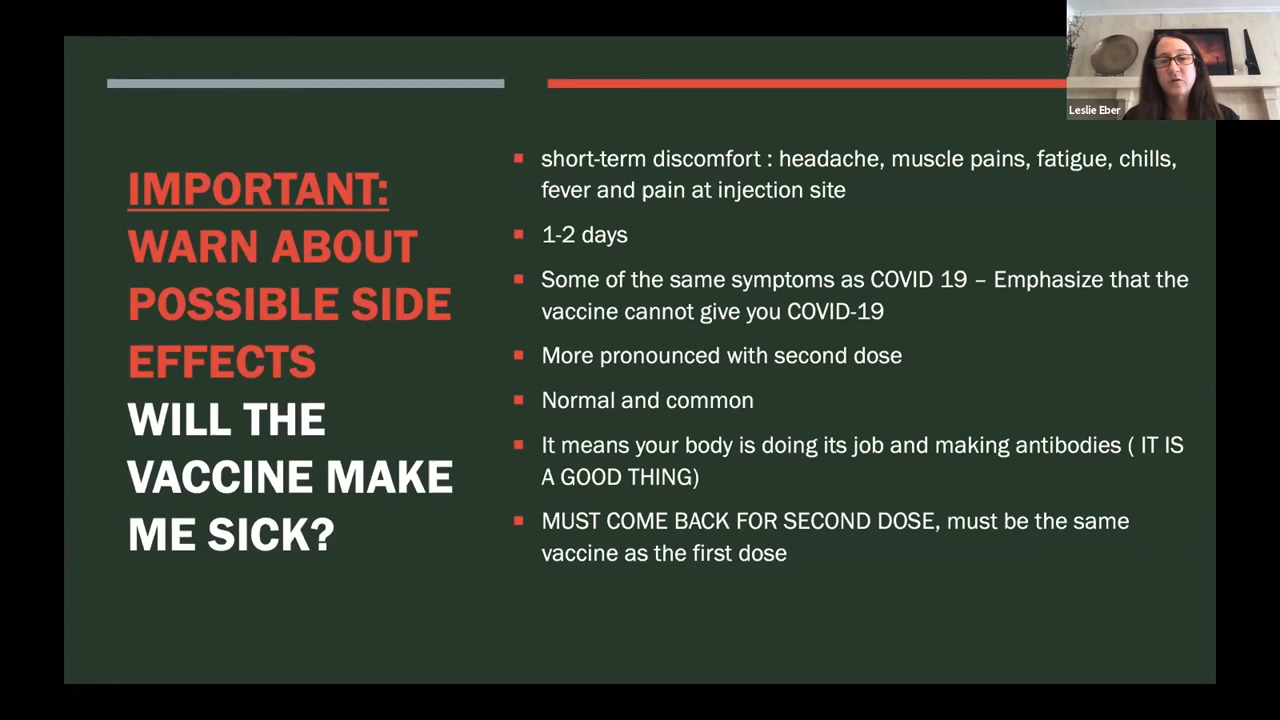 IMPORTANT:
WARN ABOUT
POSSIBLE SIDE
EFFECTS
WILL THE
VACCINE MAKE
ME SICK?
short-term discomfort : headache, muscle pains, fatigue, chills,
fever and pain at injection site
1-2 days
Some of the same symptoms as COVID 19 – Emphasize that the
vaccine cannot give you COVID-19
More pronounced with second dose
Normal and common
It means your body is doing its job and making antibodies ( IT IS
A GOOD THING)
MUST COME BACK FOR SECOND DOSE, must be the same
vaccine as the first dose
Leslie Eber